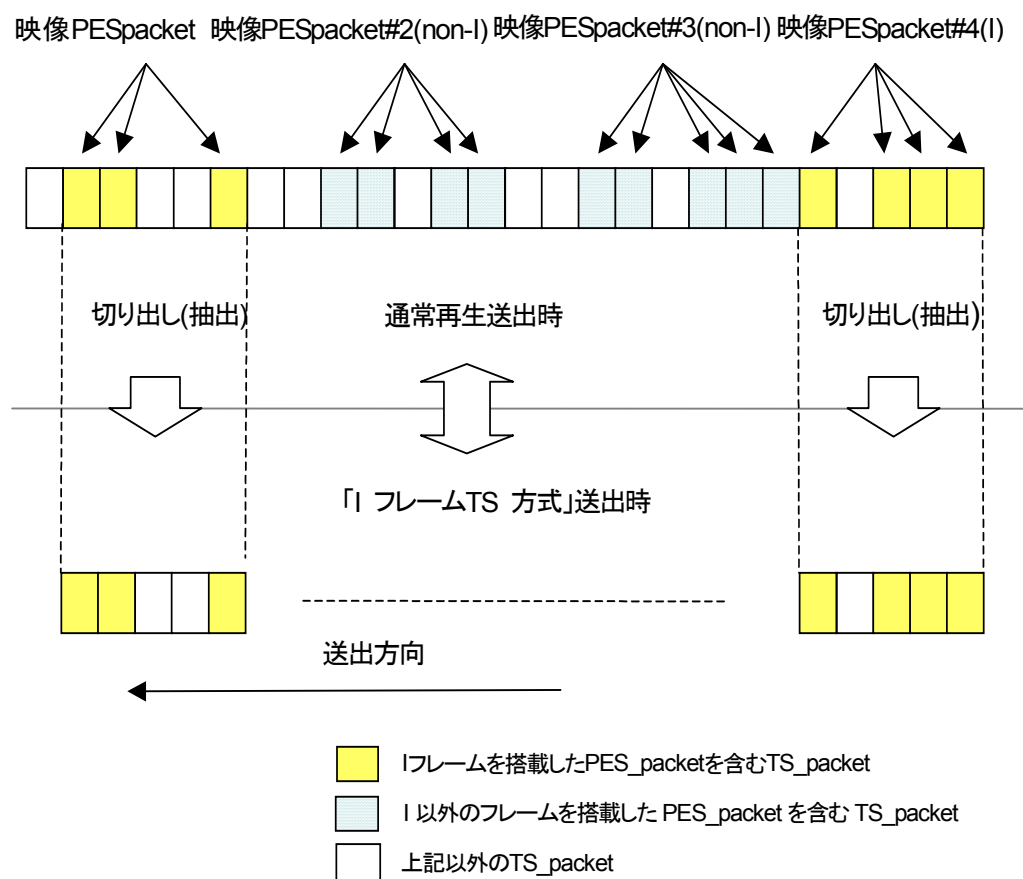 映像PESpacket 映像PESpacket#2(non-I) 映像PESpacket#3(non-I) 映像PESpacket#4(I)
切り出し(抽出) 通常再生送出時 切り出し(抽出)
「I フレームTS 方式」送出時
送出方向
Iフレームを搭載したPES_packetを含むTS_packet
I 以外のフレームを搭載した PES_packet を含む TS_packet
上記以外のTS_packet